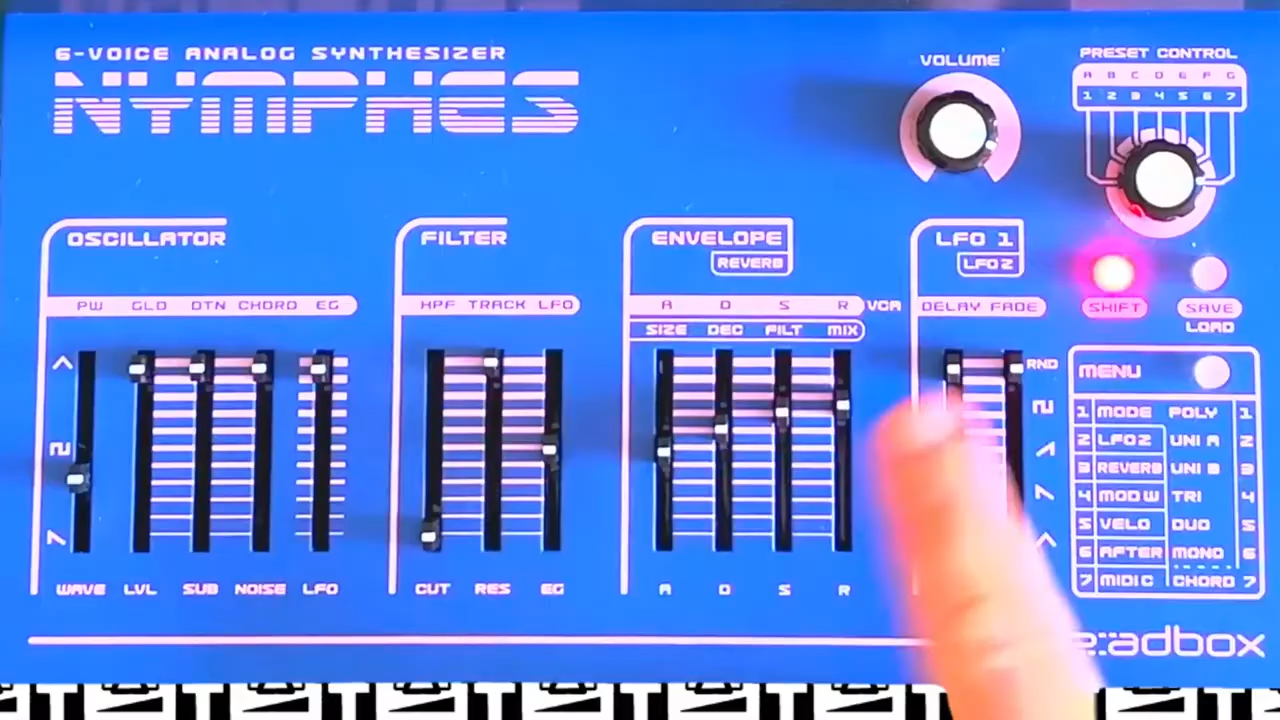 6-VOICE ANALOG SYNTHESIZER
NYMPHES
VOLUME
PRESET CONTROL
A B C D E F G
1 2 3 4 5 6 7
OSCILLATOR
FILTER
ENVELOPE
REVERB
LFO 1
LFO2
PW GLD DTN CHORD EG
HPF TRACK LFO
A D S R VCA
SIZE DEC FILT MIX
DELAY FADE
SHIFT
SAVE
LOAD
RND
WAVE LVL SUB NOISE LFO
CUT RES EG
A D S R
MENU
1 MODE POLY 1
2 LFO2 UNI A 2
3 REVERB UNI B 3
4 MOD W TRI 4
5 VELO DUO 5
6 AFTER MONO 6
7 MIDI C CHORD 7
adbox